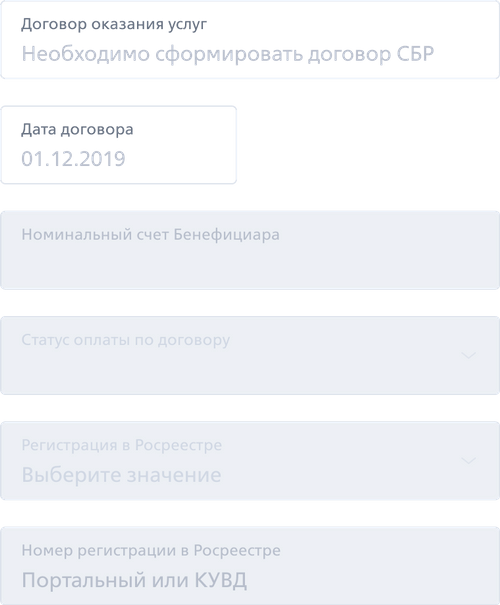 Договор оказания услуг
Необходимо сформировать договор СБР
Дата договора
01.12.2019
Номинальный счет Бенефициара
Статус оплаты по договору
Регистрация в Росреестре
Выберите значение
Номер регистрации в Росреестре
Портальный или КУВД